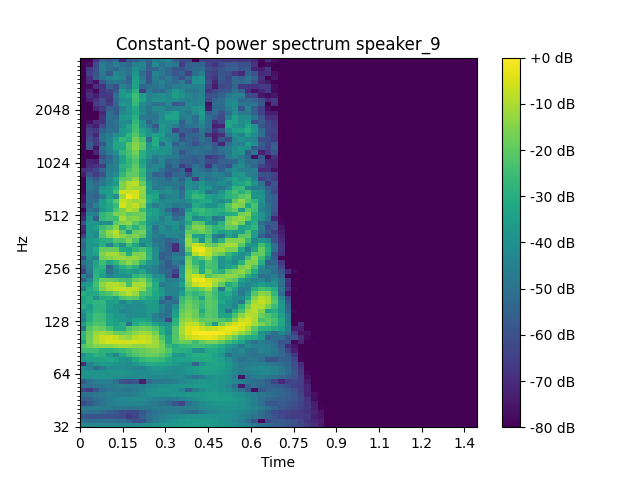 Constant-Q power spectrum speaker_9
Hz
2048
1024
512
256
128
64
32
0 0.15 0.3 0.45 0.6 0.75 0.9 1.1 1.2 1.4
Time
+0 dB
-10 dB
-20 dB
-30 dB
-40 dB
-50 dB
-60 dB
-70 dB
-80 dB